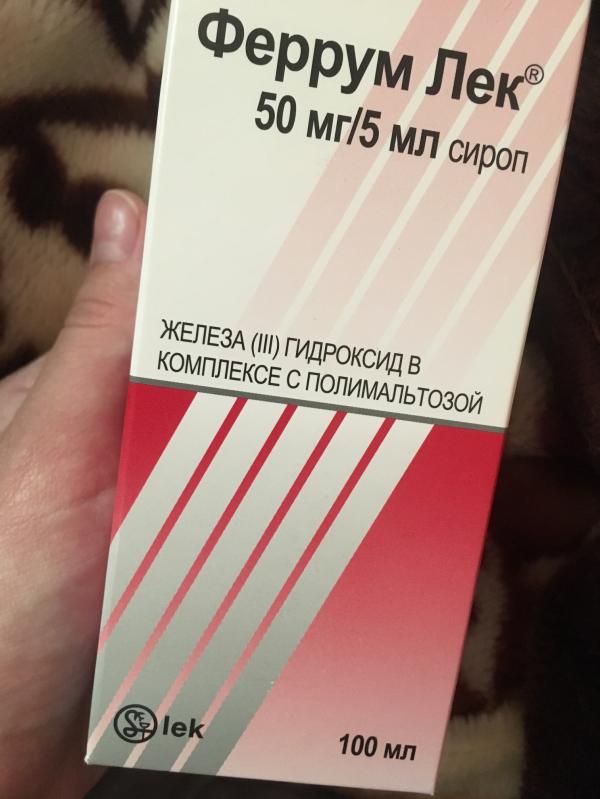 Феррум Лек®
50 мг/5 мл сироп
ЖЕЛЕЗА (III) ГИДРОКСИД В
КОМПЛЕКСЕ С ПОЛИМАЛЬТОЗОЙ
lek
100 мл